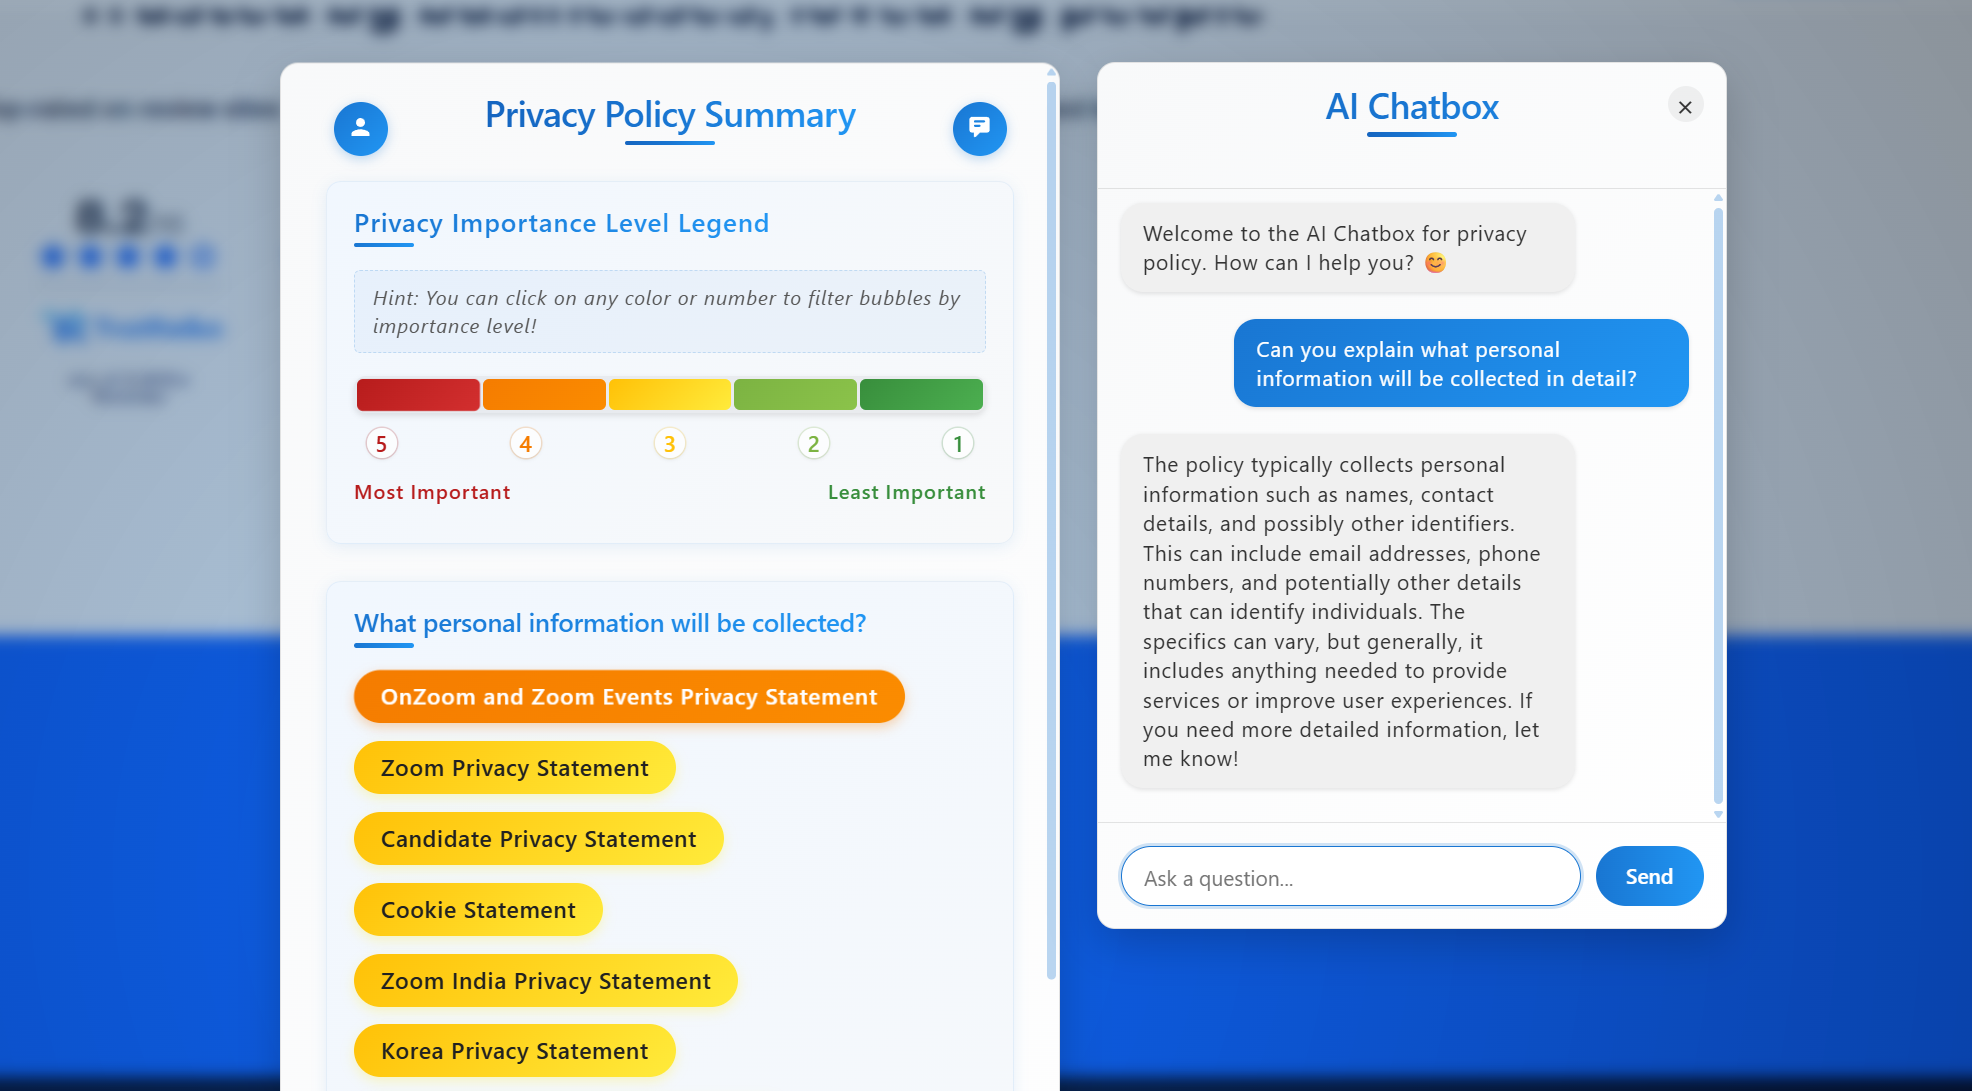 Privacy Policy Summary
Privacy Importance Level Legend
Hint: You can click on any color or number to filter bubbles by
importance level!
5 4 3 2 1
Most Important Least Important
What personal information will be collected?
OnZoom and Zoom Events Privacy Statement
Zoom Privacy Statement
Candidate Privacy Statement
Cookie Statement
Zoom India Privacy Statement
Korea Privacy Statement
AI Chatbox
Welcome to the AI Chatbox for privacy
policy. How can I help you? 😊
Can you explain what personal
information will be collected in detail?
The policy typically collects personal
information such as names, contact
details, and possibly other identifiers.
This can include email addresses, phone
numbers, and potentially other details
that can identify individuals. The
specifics can vary, but generally, it
includes anything needed to provide
services or improve user experiences. If
you need more detailed information, let
me know!
Ask a question...
Send
8.2